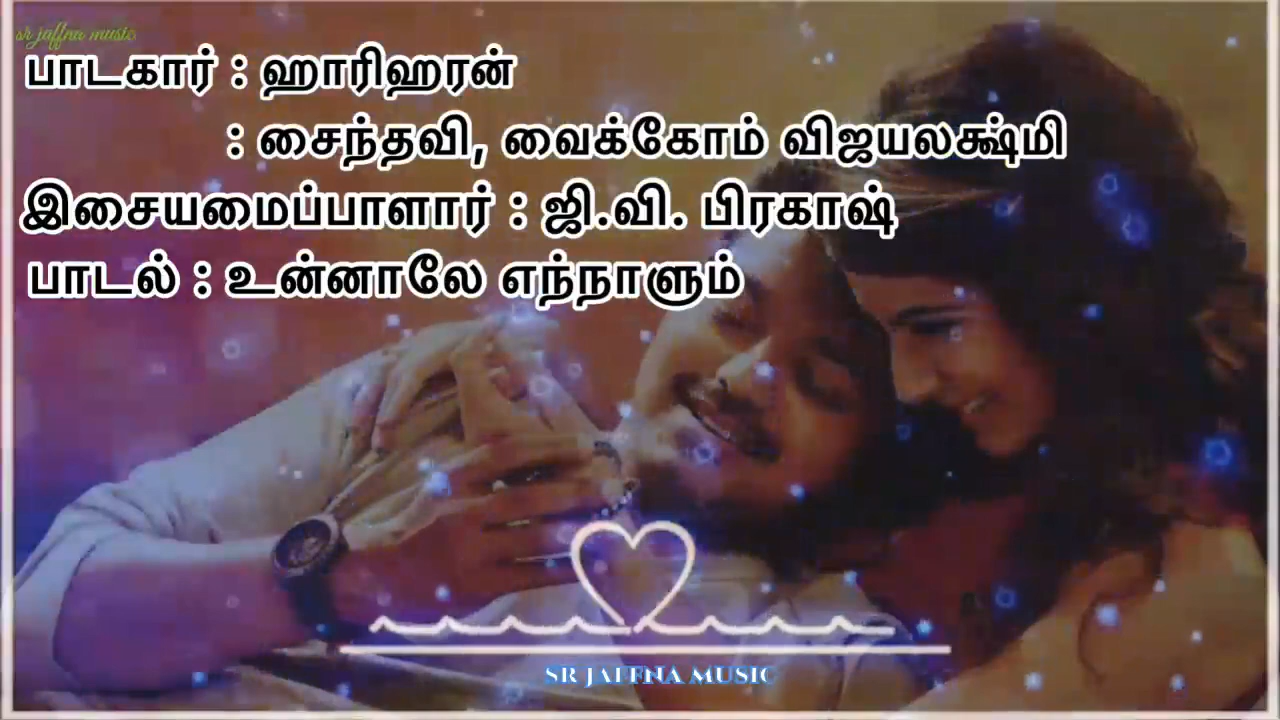 sr jaffna music
பாடகார் : ஹாரிஹரன்
: சைந்தவி, வைக்கோம் விஜயலக்ஷ்மி
இசையமைப்பாளார் : ஜி.வி. பிரகாஷ்
பாடல் : உன்னாலே எந்நாளும்
SR JAFFNA MUSIC